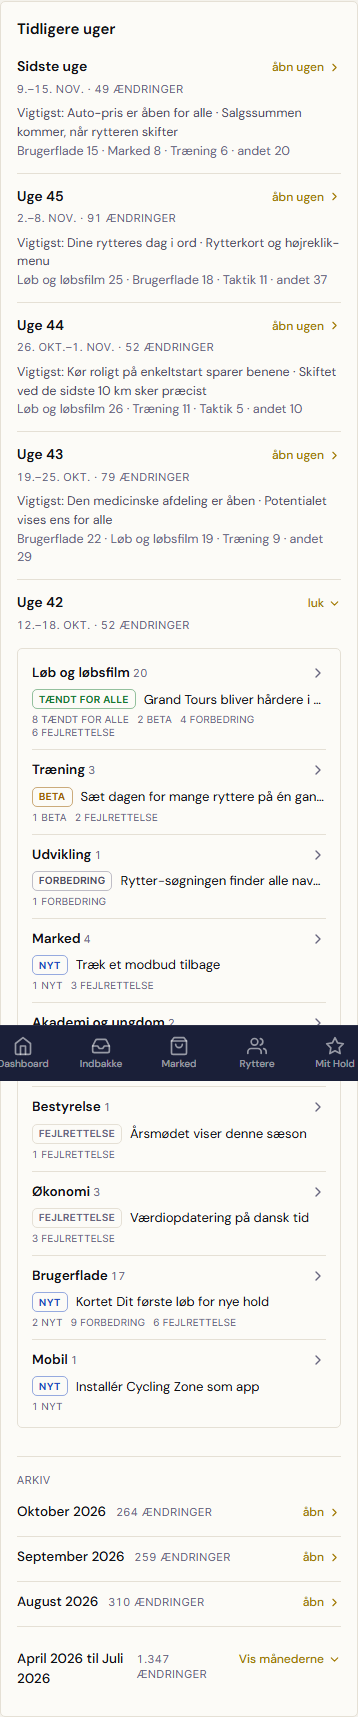 Tidligere uger
Sidste uge
åbn ugen
9.–15. NOV. · 49 ÆNDRINGER
Vigtigst: Auto-pris er åben for alle · Salgssummen
kommer, når rytteren skifter
Brugerflade 15 · Marked 8 · Træning 6 · andet 20
Uge 45
åbn ugen
2.–8. NOV. · 91 ÆNDRINGER
Vigtigst: Dine rytteres dag i ord · Rytterkort og højreklik-
menu
Løb og løbsfilm 25 · Brugerflade 18 · Taktik 11 · andet 37
Uge 44
åbn ugen
26. OKT.–1. NOV. · 52 ÆNDRINGER
Vigtigst: Kør roligt på enkeltstart sparer benene · Skiftet
ved de sidste 10 km sker præcist
Løb og løbsfilm 26 · Træning 11 · Taktik 5 · andet 10
Uge 43
åbn ugen
19.–25. OKT. · 79 ÆNDRINGER
Vigtigst: Den medicinske afdeling er åben · Potentialet
vises ens for alle
Brugerflade 22 · Løb og løbsfilm 19 · Træning 9 · andet
29
Uge 42
luk
12.–18. OKT. · 52 ÆNDRINGER
Løb og løbsfilm 20
TÆNDT FOR ALLE Grand Tours bliver hårdere i ...
8 TÆNDT FOR ALLE 2 BETA 4 FORBEDRING
6 FEJLRETTELSE
Træning 3
BETA Sæt dagen for mange ryttere på én gan...
1 BETA 2 FEJLRETTELSE
Udvikling 1
FORBEDRING Rytter-søgningen finder alle nav...
1 FORBEDRING
Marked 4
NYT Træk et modbud tilbage
1 NYT 3 FEJLRETTELSE
Akademi og ungdom 2
Dashboard Indbakke Marked Ryttere Mit Hold
Bestyrelse 1
FEJLRETTELSE Årsmødet viser denne sæson
1 FEJLRETTELSE
Økonomi 3
FEJLRETTELSE Værdiopdatering på dansk tid
3 FEJLRETTELSE
Brugerflade 17
NYT Kortet Dit første løb for nye hold
2 NYT 9 FORBEDRING 6 FEJLRETTELSE
Mobil 1
NYT Installér Cycling Zone som app
1 NYT
ARKIV
Oktober 2026 264 ÆNDRINGER åbn
September 2026 259 ÆNDRINGER åbn
August 2026 310 ÆNDRINGER åbn
April 2026 til Juli
2026
1.347
ÆNDRINGER
Vis månederne